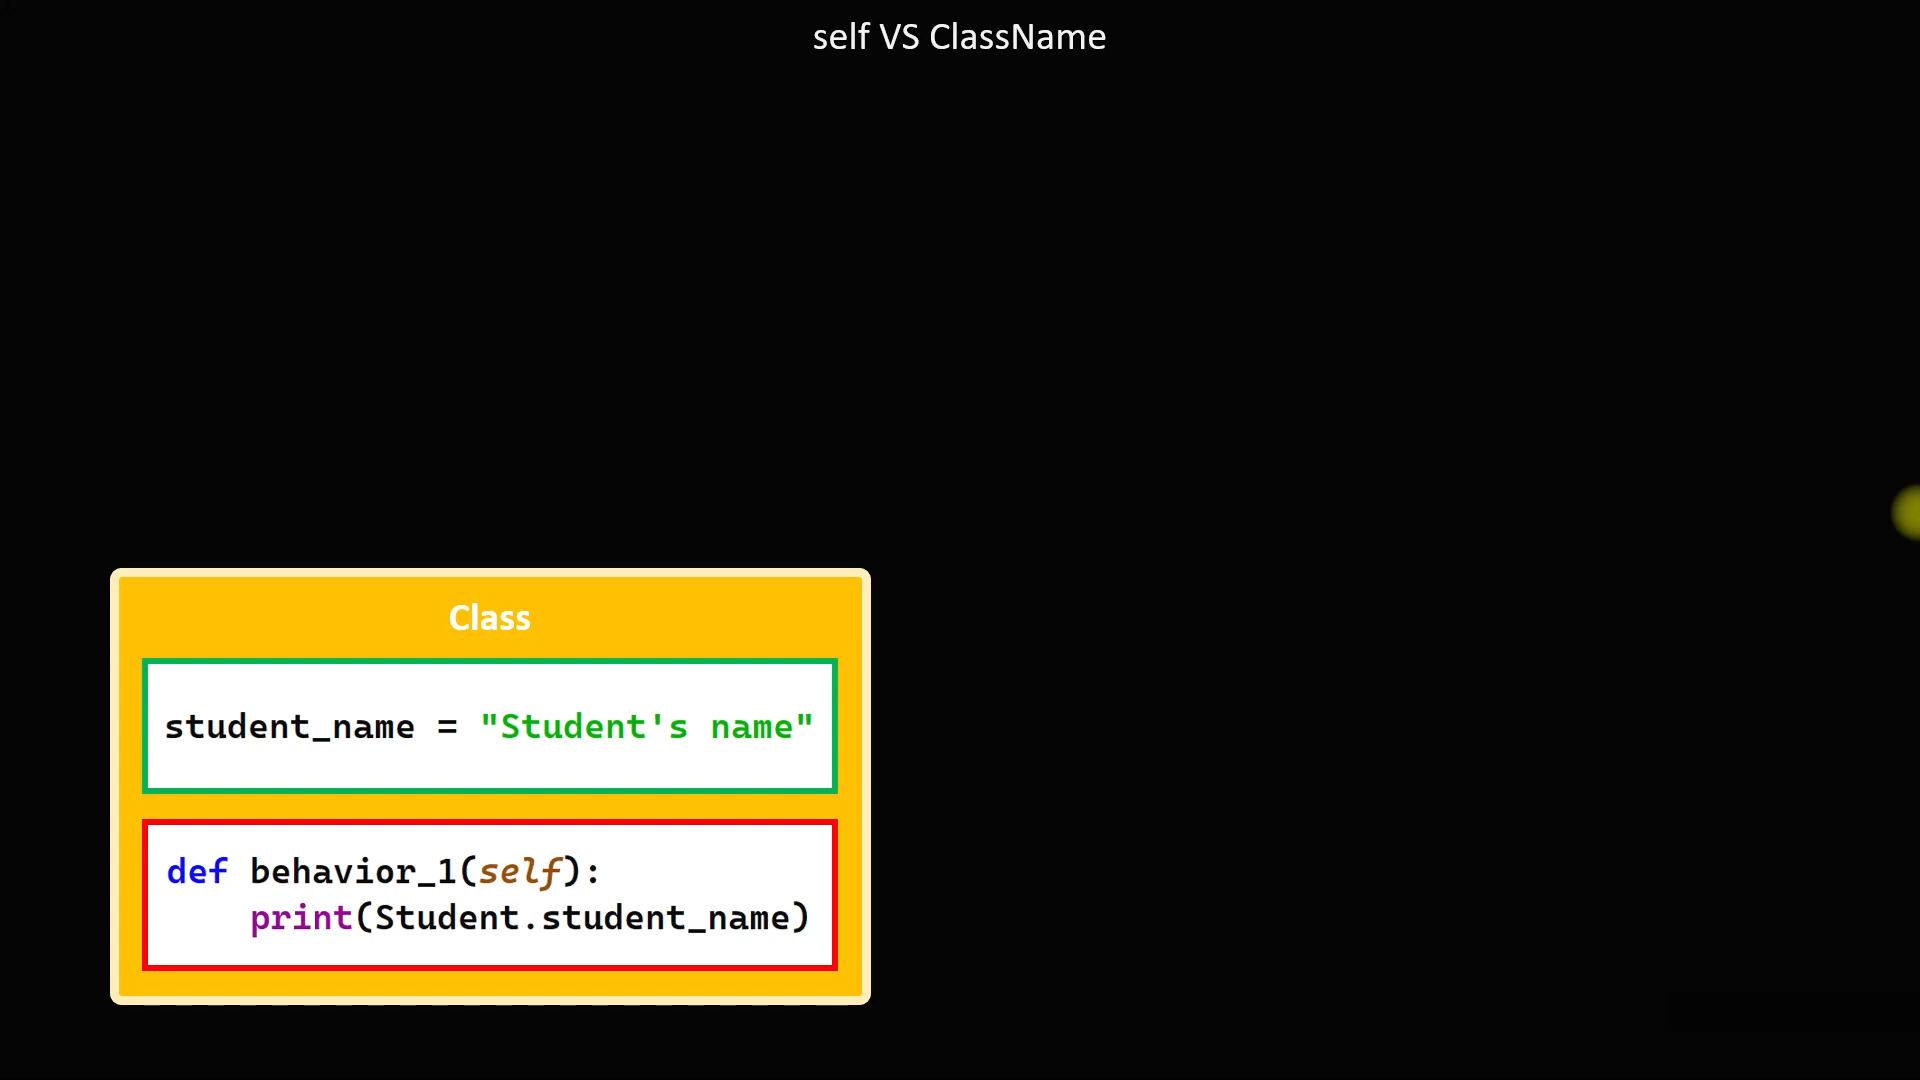 self VS ClassName
Class
student_name = "Student's name"
def behavior_1(self):
    print(Student.student_name)